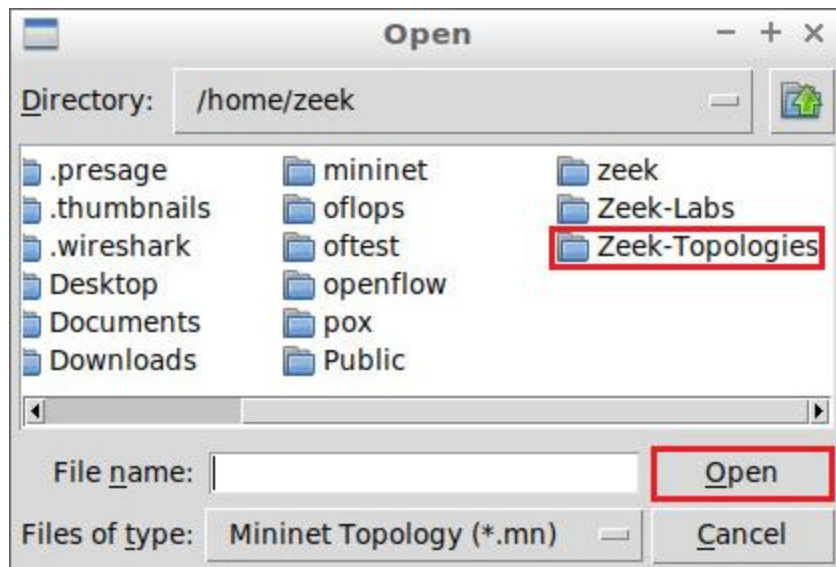 Open
Directory: /home/zeek
.presage mininet zeek
.thumbnails oflops Zeek-Labs
.wireshark oftest Zeek-Topologies
Desktop openflow
Documents pox
Downloads Public
File name: Open
Files of type: Mininet Topology (*.mn) Cancel